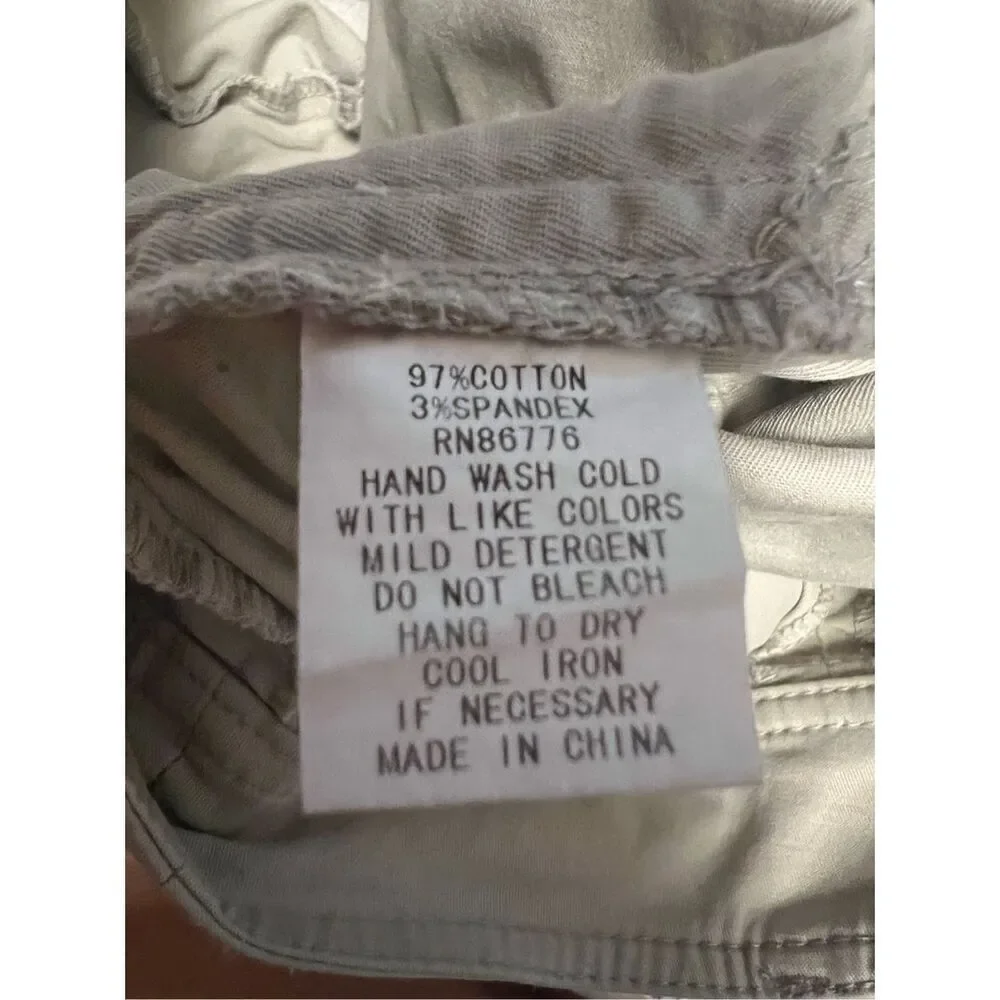 97%COTTON
3%SPANDEX
RN86776
HAND WASH COLD
WITH LIKE COLORS
MILD DETERGENT
DO NOT BLEACH
HANG TO DRY
COOL IRON
IF NECESSARY
MADE IN CHINA